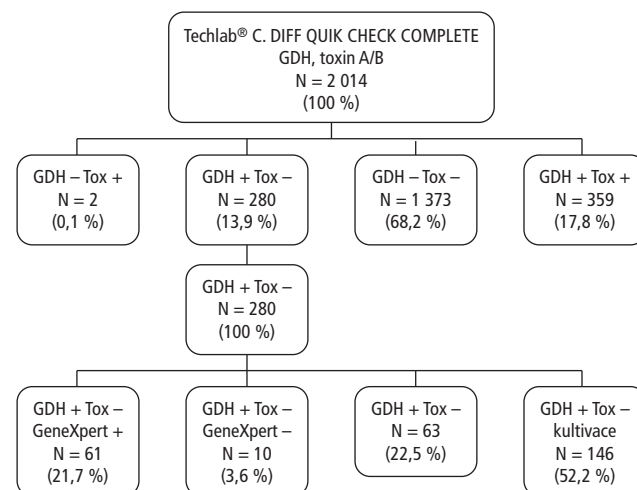 Techlab® C. DIFF QUIK CHECK COMPLETE
GDH, toxin A/B
N = 2 014
(100 %)
GDH – Tox +
N = 2
(0,1 %)
GDH + Tox –
N = 280
(13,9 %)
GDH – Tox –
N = 1 373
(68,2 %)
GDH + Tox +
N = 359
(17,8 %)
GDH + Tox –
N = 280
(100 %)
GDH + Tox –
GeneXpert +
N = 61
(21,7 %)
GDH + Tox –
GeneXpert –
N = 10
(3,6 %)
GDH + Tox –
N = 63
(22,5 %)
GDH + Tox –
kultivace
N = 146
(52,2 %)